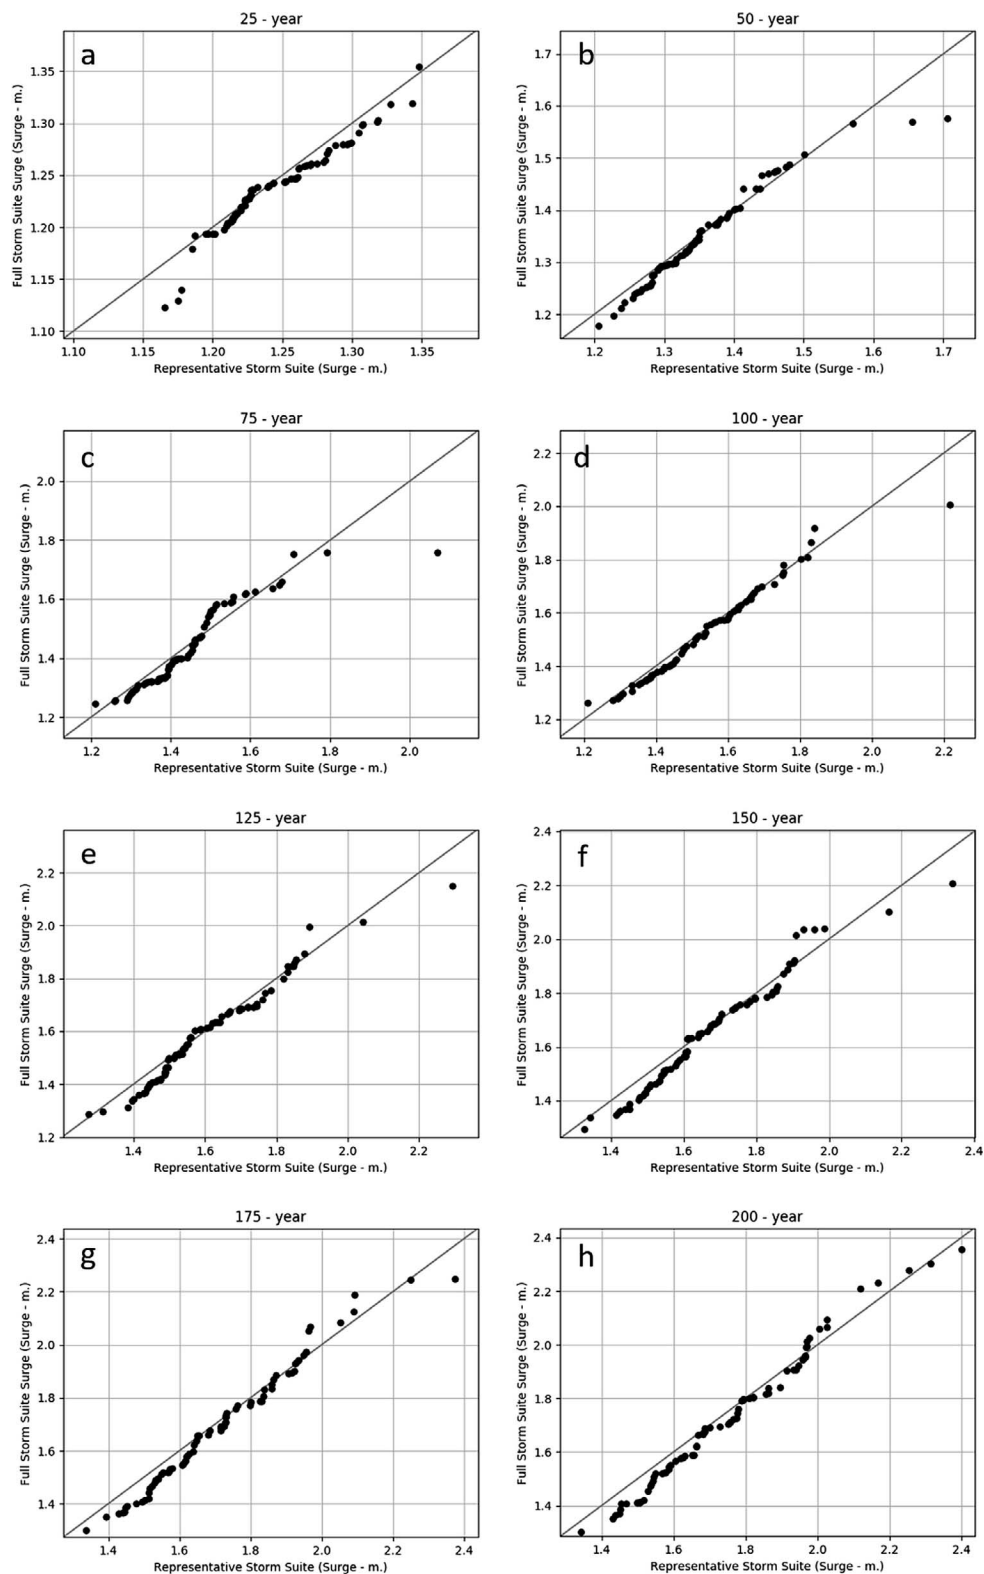 25 - year
50 - year
a
b
Full Storm Suite Surge (Surge - m.)
1.35
1.30
1.25
1.20
1.15
1.10
1.10 1.15 1.20 1.25 1.30 1.35
Representative Storm Suite (Surge - m.)
Full Storm Suite Surge (Surge - m.)
1.7
1.6
1.5
1.4
1.3
1.2
1.2 1.3 1.4 1.5 1.6 1.7
Representative Storm Suite (Surge - m.)
75 - year
100 - year
c
d
Full Storm Suite Surge (Surge - m.)
2.0
1.8
1.6
1.4
1.2
1.2 1.4 1.6 1.8 2.0
Representative Storm Suite (Surge - m.)
Full Storm Suite Surge (Surge - m.)
2.2
2.0
1.8
1.6
1.4
1.2
1.2 1.4 1.6 1.8 2.0 2.2
Representative Storm Suite (Surge - m.)
125 - year
150 - year
e
f
Full Storm Suite Surge (Surge - m.)
2.2
2.0
1.8
1.6
1.4
1.2
1.4 1.6 1.8 2.0 2.2
Representative Storm Suite (Surge - m.)
Full Storm Suite Surge (Surge - m.)
2.4
2.2
2.0
1.8
1.6
1.4
1.4 1.6 1.8 2.0 2.2 2.4
Representative Storm Suite (Surge - m.)
175 - year
200 - year
g
h
Full Storm Suite Surge (Surge - m.)
2.4
2.2
2.0
1.8
1.6
1.4
1.4 1.6 1.8 2.0 2.2 2.4
Representative Storm Suite (Surge - m.)
Full Storm Suite Surge (Surge - m.)
2.4
2.2
2.0
1.8
1.6
1.4
1.4 1.6 1.8 2.0 2.2 2.4
Representative Storm Suite (Surge - m.)